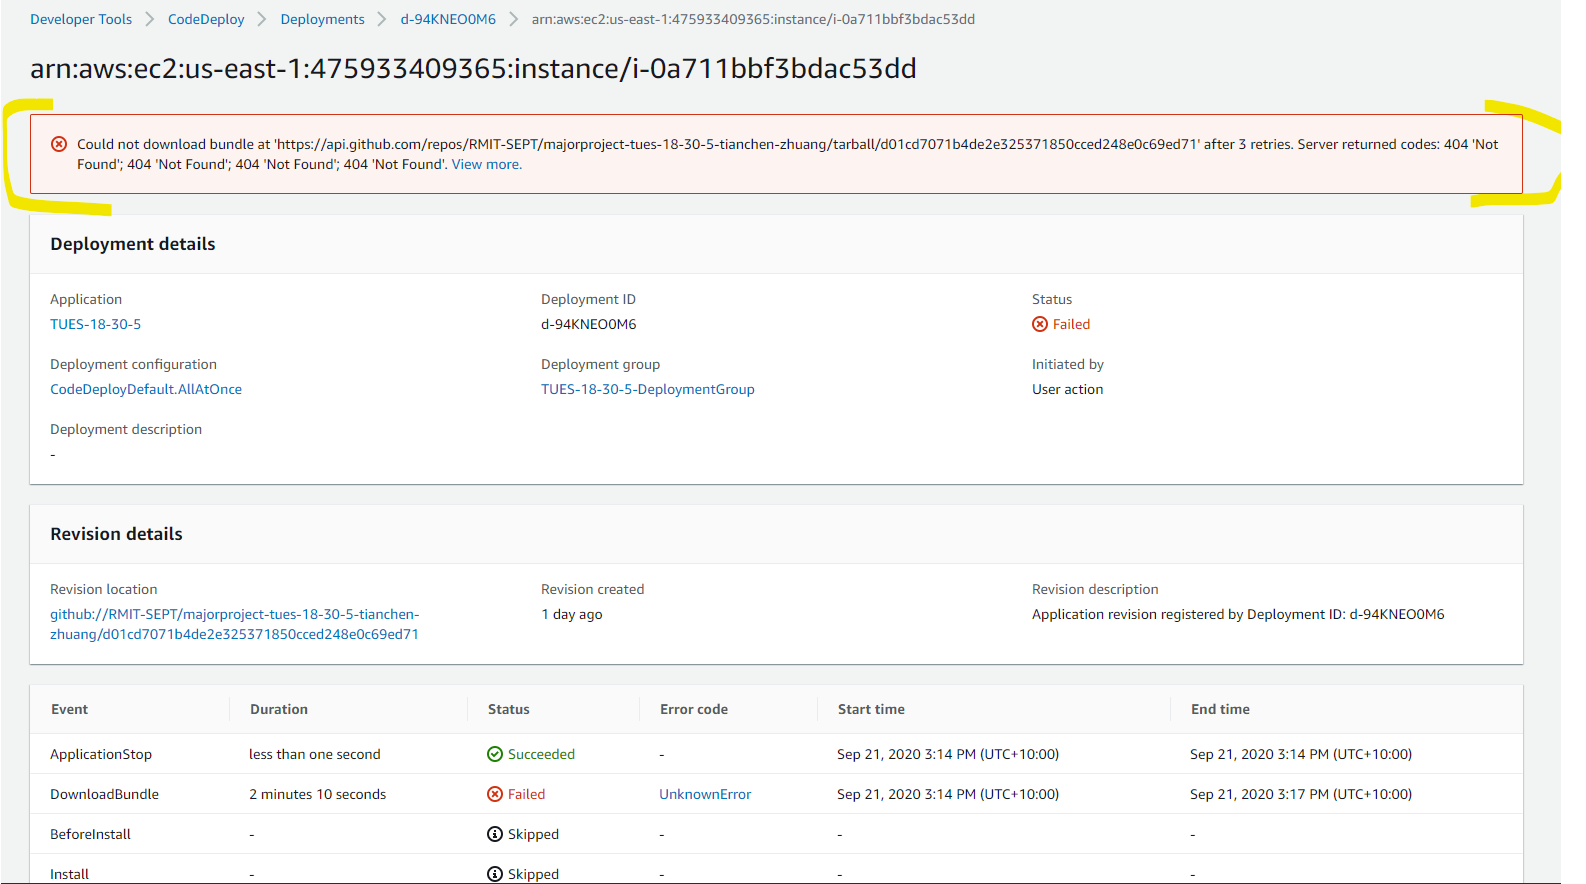 Developer Tools > CodeDeploy > Deployments > d-94KNEO0M6 > arn:aws:ec2:us-east-1:475933409365:instance/i-0a711bbf3bdac53dd
arn:aws:ec2:us-east-1:475933409365:instance/i-0a711bbf3bdac53dd
Could not download bundle at 'https://api.github.com/repos/RMIT-SEPT/majorproject-tues-18-30-5-tianchen-zhuang/tarball/d01cd7071b4de2e325371850cced248e0c69ed71' after 3 retries. Server returned codes: 404 'Not
Found'; 404 'Not Found'; 404 'Not Found'; 404 'Not Found'. View more.
Deployment details
Application Deployment ID Status
TUES-18-30-5 d-94KNEO0M6 Failed
Deployment configuration Deployment group Initiated by
CodeDeployDefault.AllAtOnce TUES-18-30-5-DeploymentGroup User action
Deployment description
-
Revision details
Revision location Revision created Revision description
github://RMIT-SEPT/majorproject-tues-18-30-5-tianchen- 1 day ago Application revision registered by Deployment ID: d-94KNEO0M6
zhuang/d01cd7071b4de2e325371850cced248e0c69ed71
Event Duration Status Error code Start time End time
ApplicationStop less than one second Succeeded - Sep 21, 2020 3:14 PM (UTC+10:00) Sep 21, 2020 3:14 PM (UTC+10:00)
DownloadBundle 2 minutes 10 seconds Failed UnknownError Sep 21, 2020 3:14 PM (UTC+10:00) Sep 21, 2020 3:17 PM (UTC+10:00)
BeforeInstall - Skipped - - -
Install - Skipped - - -